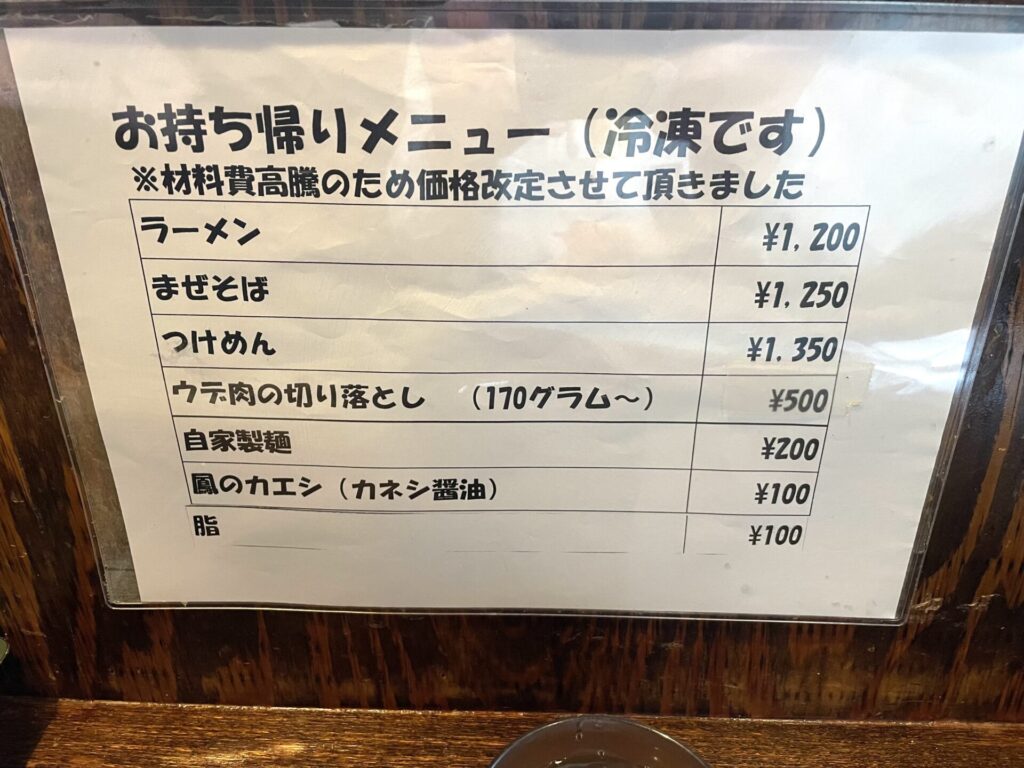 お持ち帰りメニュー（冷凍です）
※材料費高騰のため価格改定させて頂きました
ラーメン ¥1,200
まぜそば ¥1,250
つけめん ¥1.350
ウデ肉の切り落とし （170グラム～） ¥500
自家製麺 ¥200
鳳のカエシ（カネシ醤油） ¥100
脂 ¥100